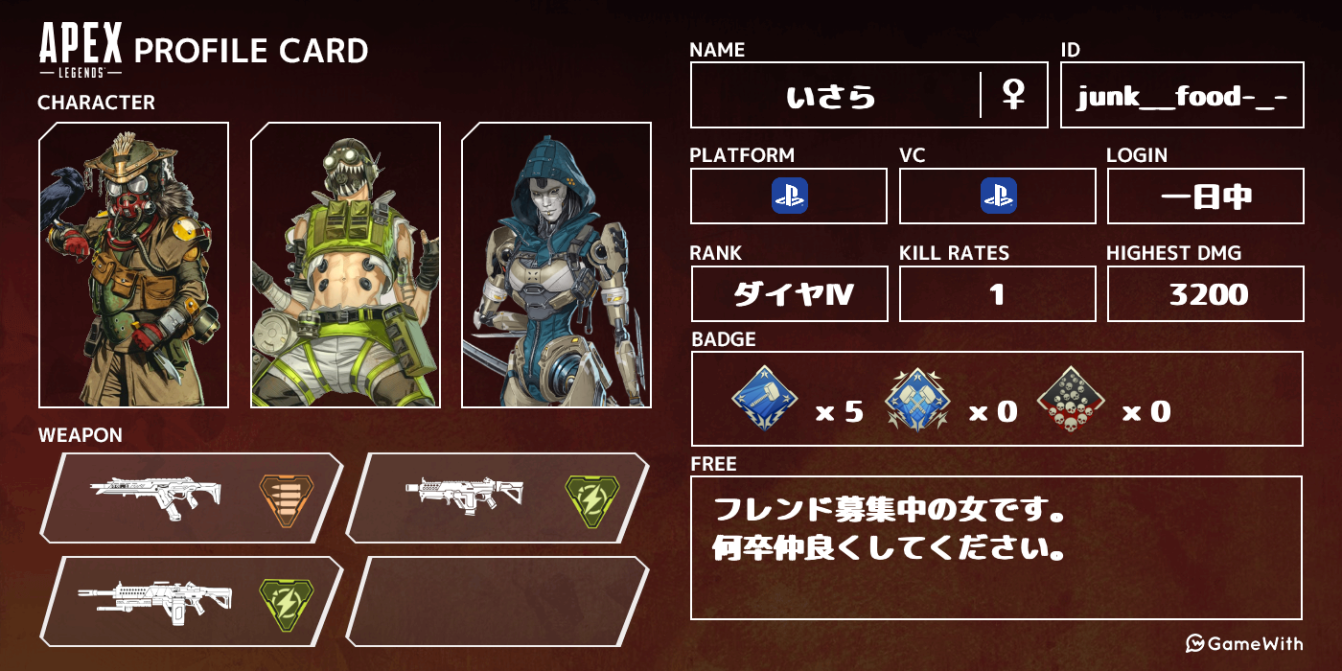 APEX
LEGENDS
PROFILE CARD
CHARACTER
WEAPON
NAME
いさら ♀
ID
junk__food-_-
PLATFORM
VC
LOGIN
一日中
RANK
ダイヤⅣ
KILL RATES
1
HIGHEST DMG
3200
BADGE
x 5
x 0
x 0
FREE
フレンド募集中の女です。
何卒仲良くしてください。
GameWith